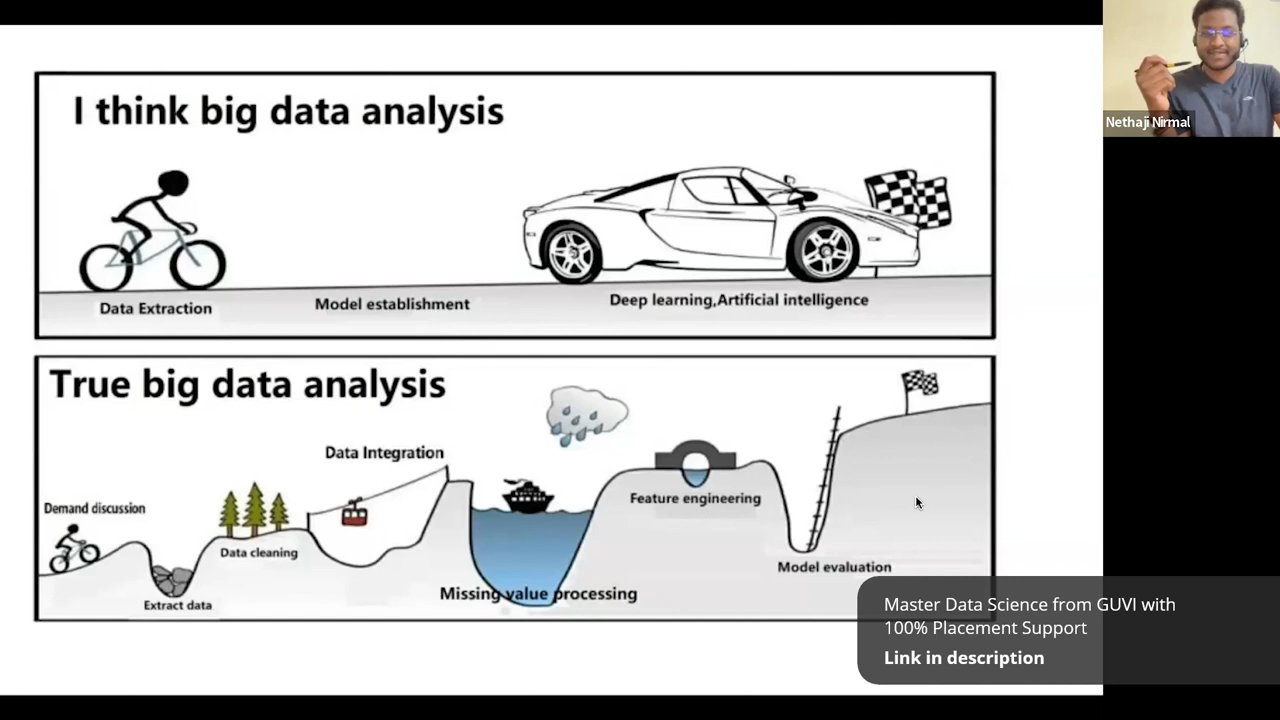 I think big data analysis
Data Extraction
Model establishment
Deep learning,Artificial intelligence
True big data analysis
Demand discussion
Extract data
Data cleaning
Data Integration
Missing value processing
Feature engineering
Model evaluation
Nethaji Nirmal
Master Data Science from GUVI with
100% Placement Support
Link in description